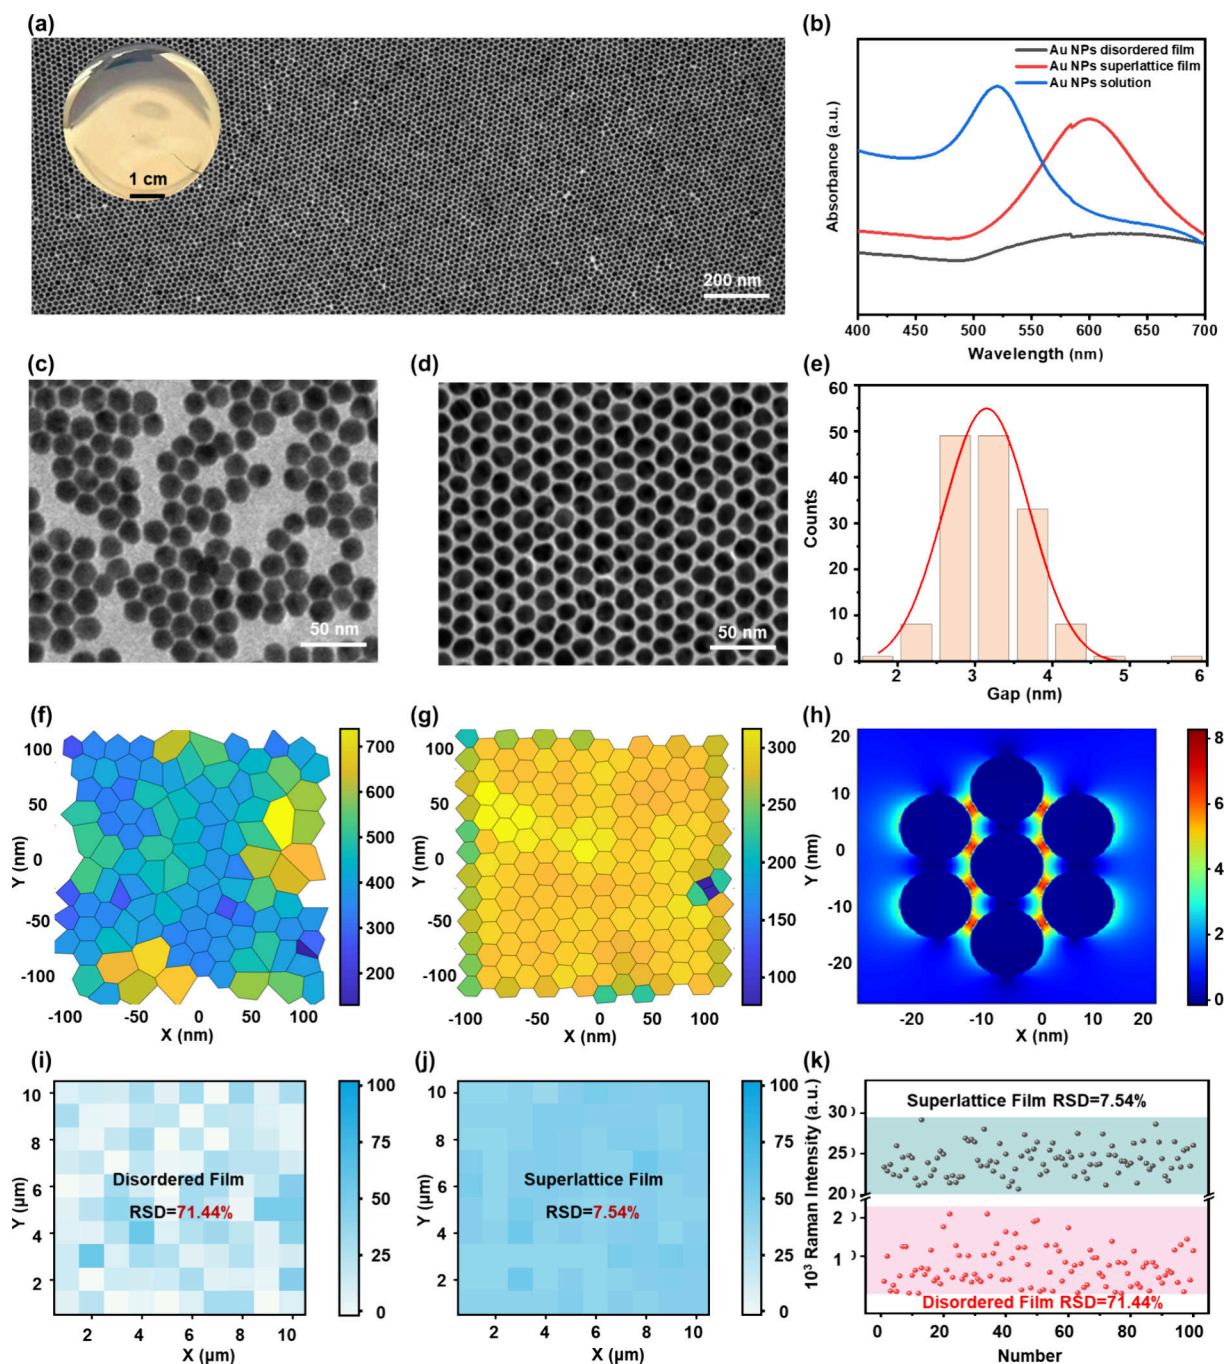 (a)
1 cm
200 nm
(b)
Au NPs disordered film
Au NPs superlattice film
Au NPs solution
Absorbance (a.u.)
400 450 500 550 600 650 700
Wavelength (nm)
(c)
50 nm
(d)
50 nm
(e)
60
50
40
30
20
10
0
Counts
2 3 4 5 6
Gap (nm)
(f)
100
50
0
-50
-100
Y (nm)
-100 -50 0 50 100
X (nm)
700
600
500
400
300
200
(g)
100
50
0
-50
-100
Y (nm)
-100 -50 0 50 100
X (nm)
300
250
200
150
100
(h)
20
10
0
-10
-20
Y (nm)
-20 -10 0 10 20
X (nm)
8
6
4
2
0
(i)
10
8
6
4
2
Y (µm)
Disordered Film
RSD=71.44%
2 4 6 8 10
X (µm)
100
75
50
25
0
(j)
10
8
6
4
2
Y (µm)
Superlattice Film
RSD=7.54%
2 4 6 8 10
X (µm)
100
75
50
25
0
(k)
10³ Raman Intensity (a.u.)
30
25
20
2
1
Superlattice Film RSD=7.54%
Disordered Film RSD=71.44%
0 20 40 60 80 100
Number